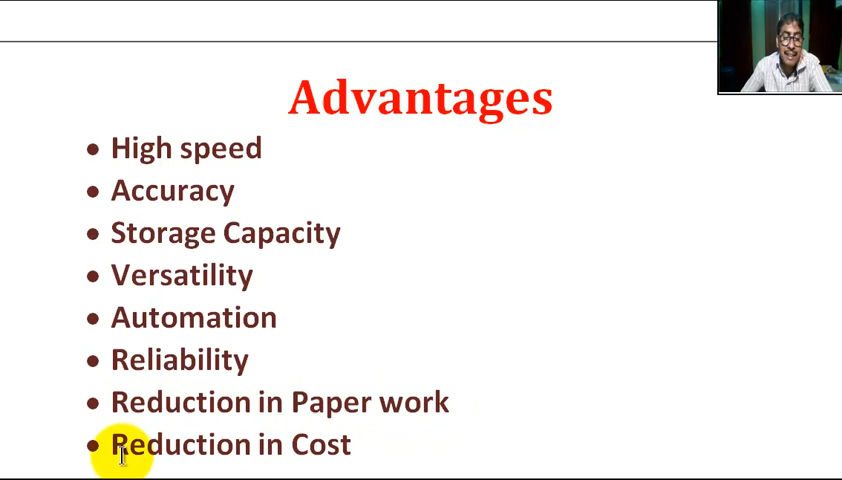 Advantages
• High speed
• Accuracy
• Storage Capacity
• Versatility
• Automation
• Reliability
• Reduction in Paper work
• Reduction in Cost